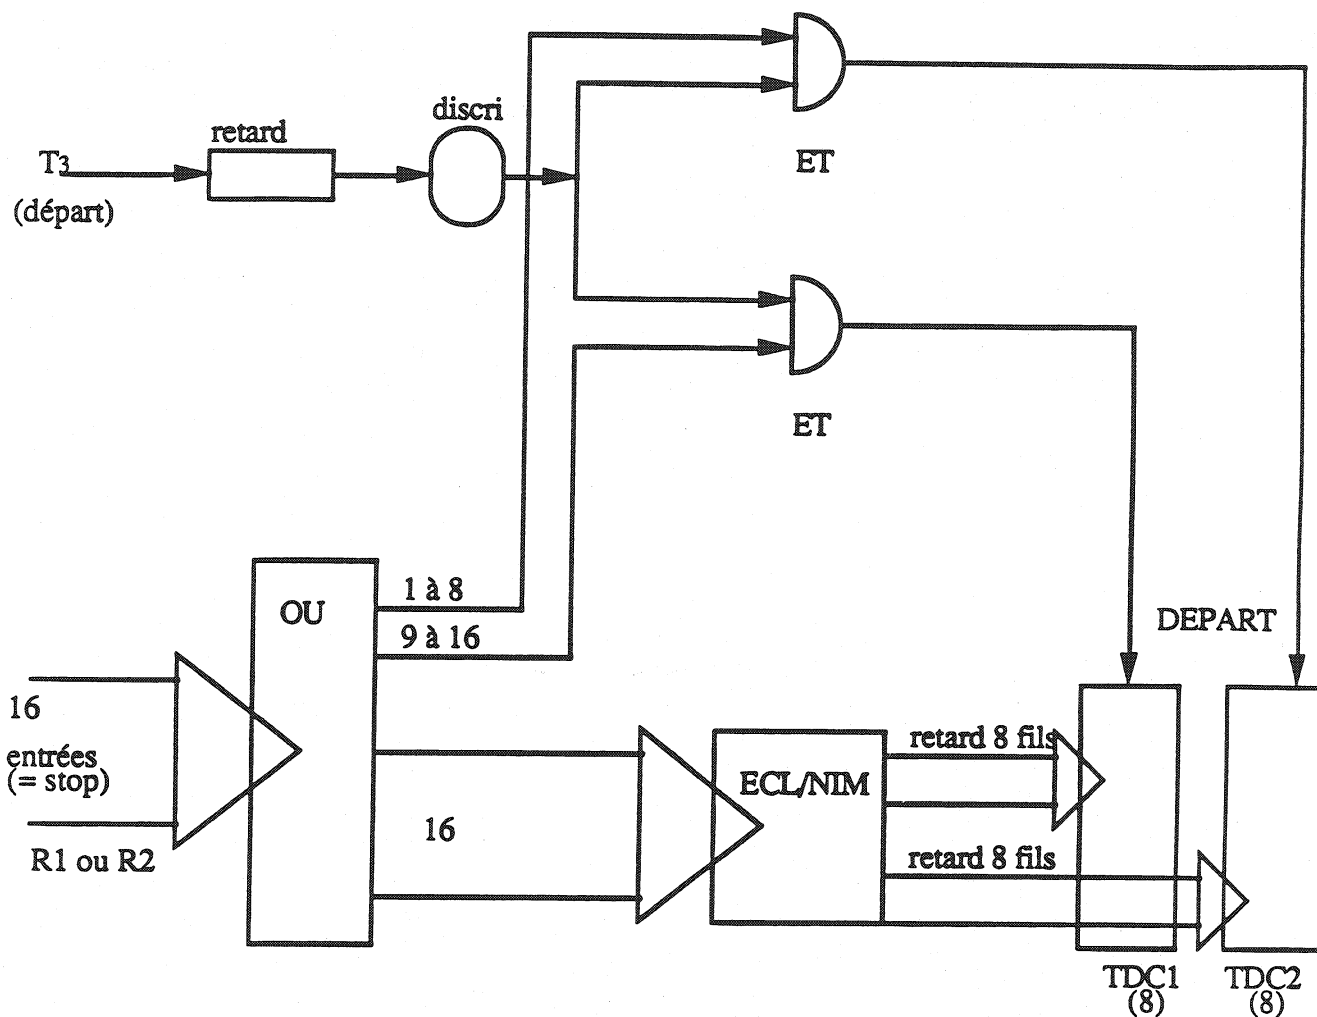 discri
retard
T3
(départ)
ET
ET
1 à 8
OU
9 à 16
DEPART
16
entrées
(= stop)
R1 ou R2
16
ECL/NIM
retard 8 fils
retard 8 fils
TDC1
(8)
TDC2
(8)